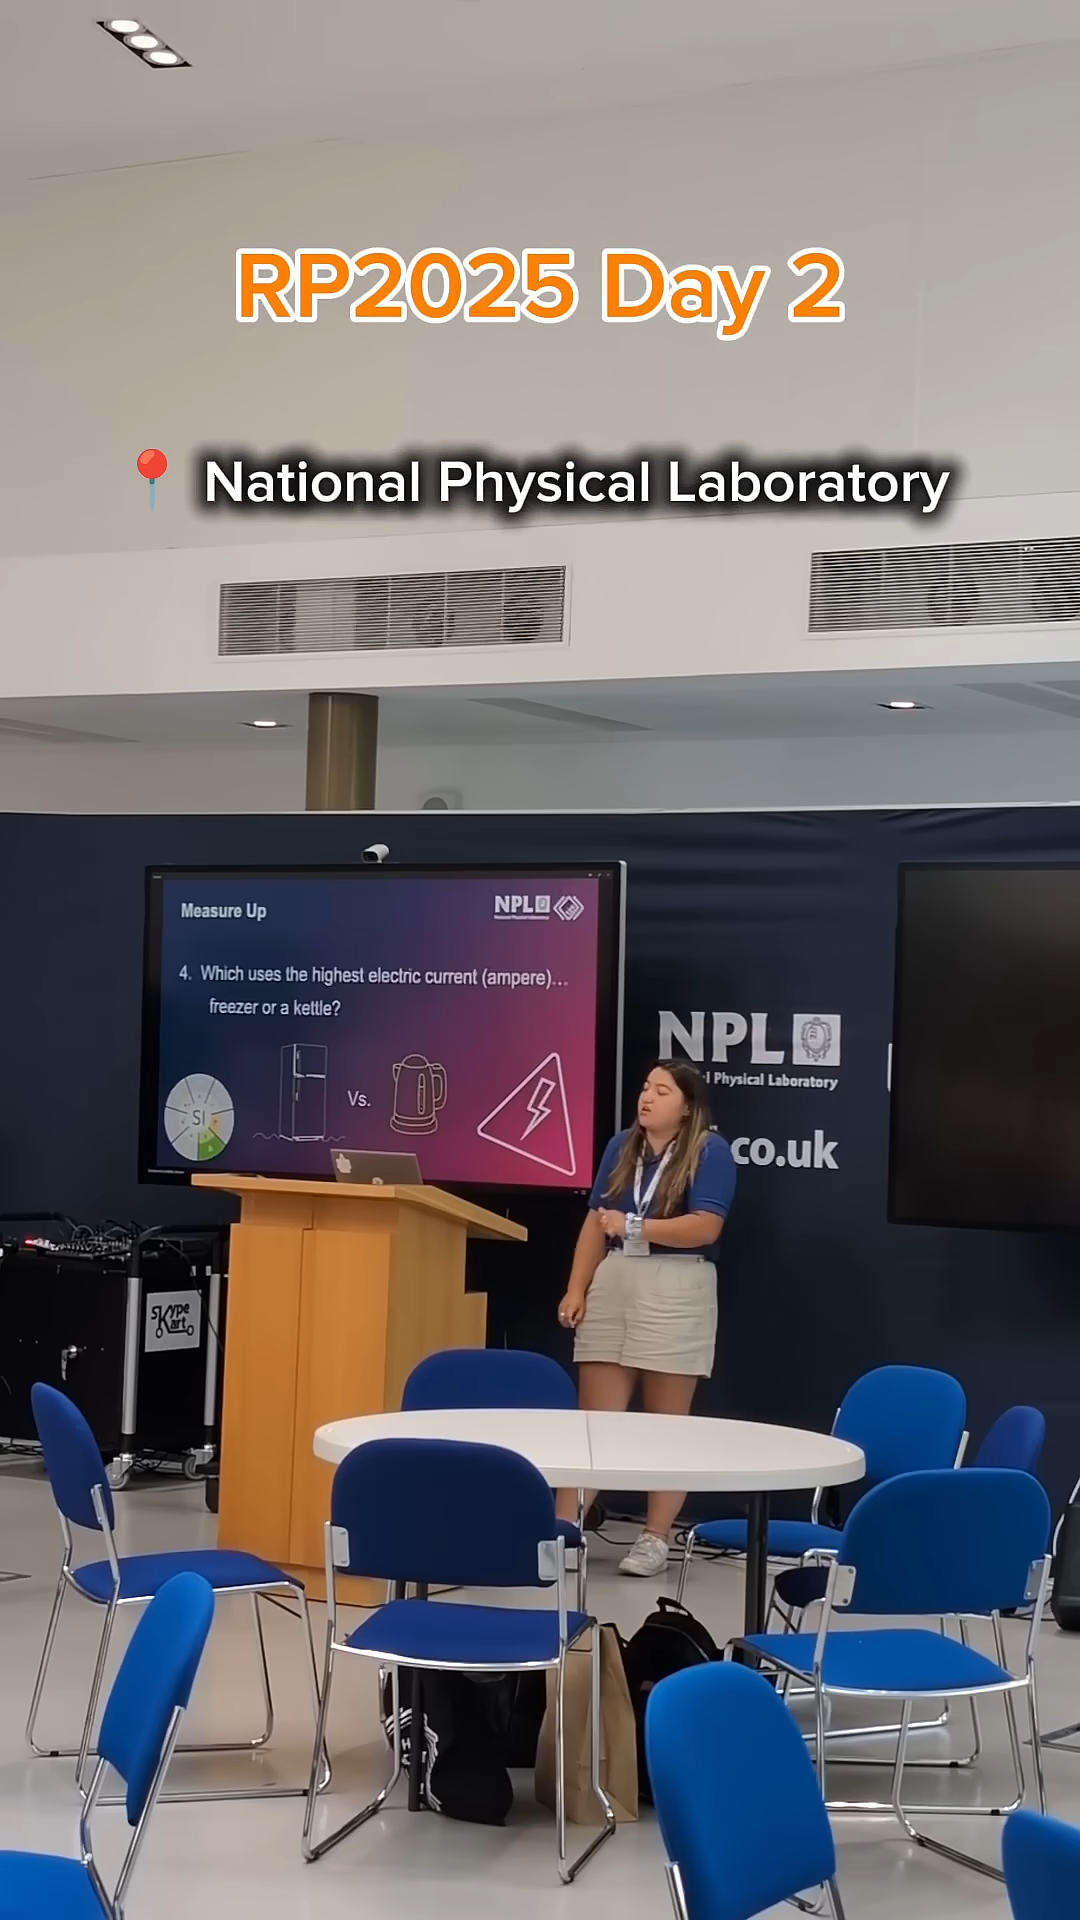 RP2025 Day 2
National Physical Laboratory
Measure Up
NPL
4. Which uses the highest electric current (ampere)...
freezer or a kettle?
Vs.
SI
NPL
l Physical Laboratory
.co.uk
Skype
Kart